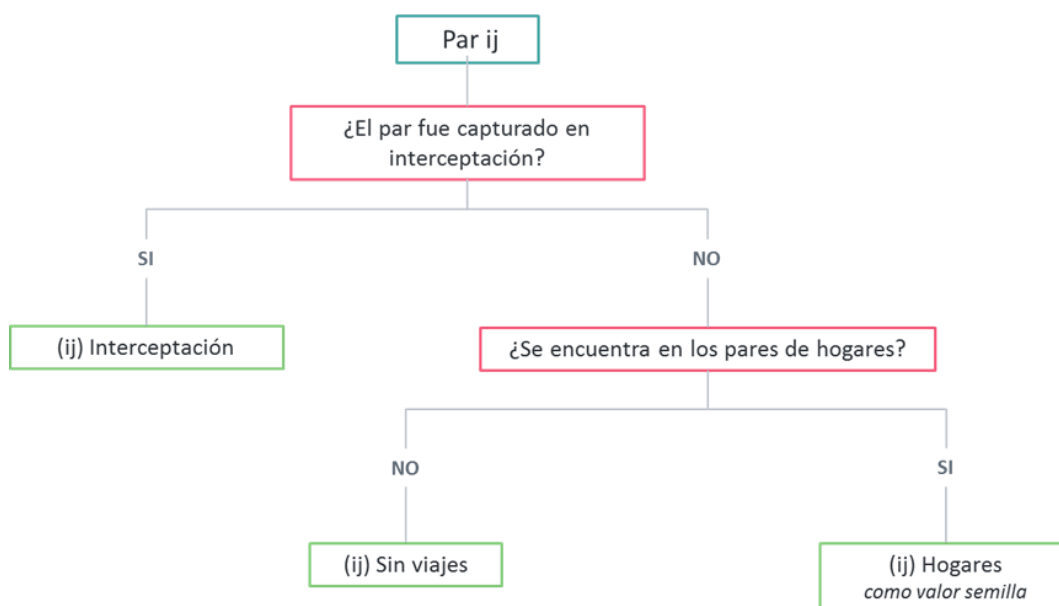 Par ij
¿El par fue capturado en
interceptación?
SI
NO
(ij) Interceptación
¿Se encuentra en los pares de hogares?
NO
SI
(ij) Sin viajes
(ij) Hogares
como valor semilla